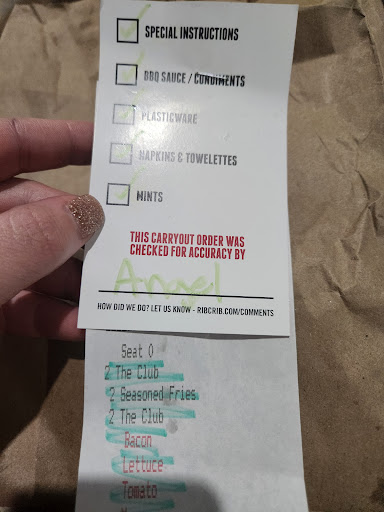 SPECIAL INSTRUCTIONS
BBQ SAUCE / CONDIMENTS
PLASTICWARE
NAPKINS & TOWELETTES
MINTS
THIS CARRYOUT ORDER WAS
CHECKED FOR ACCURACY BY
Angel
HOW DID WE DO? LET US KNOW - RIBCRIB.COM/COMMENTS
Seat 0
2 The Club
2 Seasoned Fries
2 The Club
Bacon
Lettuce
Tomato